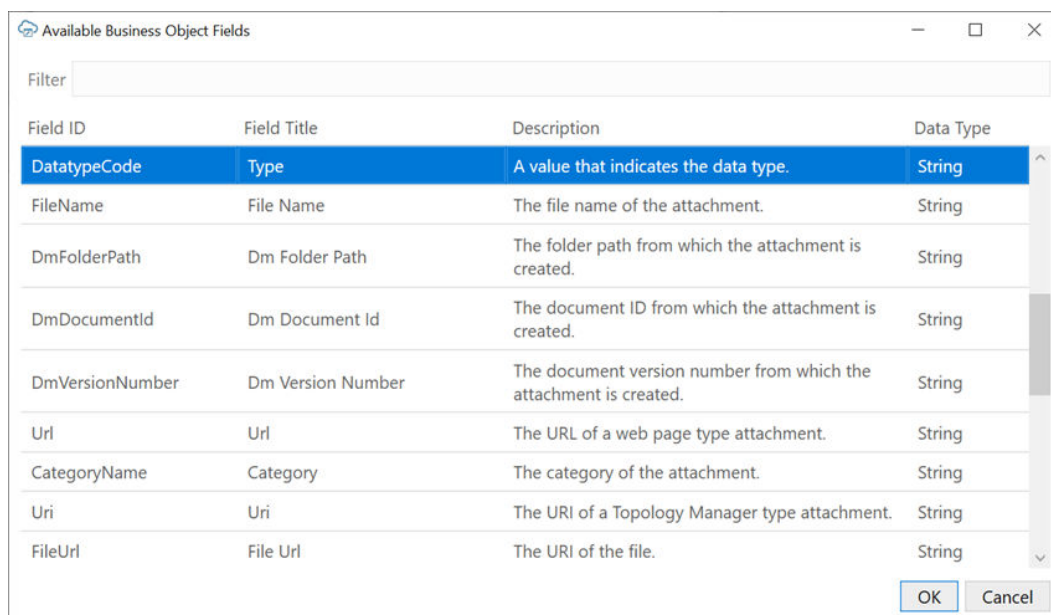 Available Business Object Fields
Filter
Field ID Field Title Description Data Type
DatatypeCode Type A value that indicates the data type. String
FileName File Name The file name of the attachment. String
DmFolderPath Dm Folder Path The folder path from which the attachment is created. String
DmDocumentId Dm Document Id The document ID from which the attachment is created. String
DmVersionNumber Dm Version Number The document version number from which the attachment is created. String
Url Url The URL of a web page type attachment. String
CategoryName Category The category of the attachment. String
Uri Uri The URI of a Topology Manager type attachment. String
FileUrl File Url The URI of the file. String
OK Cancel